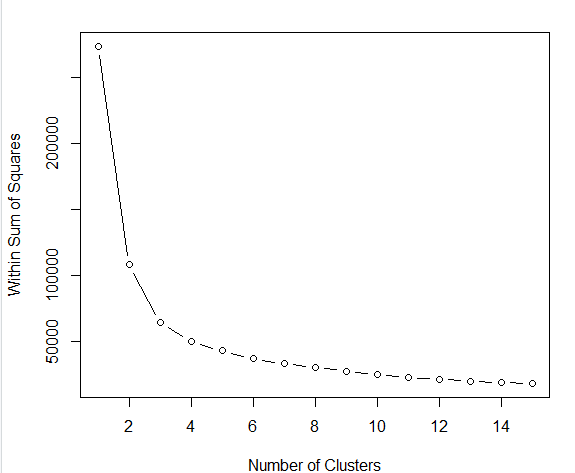 Within Sum of Squares
200000
100000
50000
2 4 6 8 10 12 14
Number of Clusters